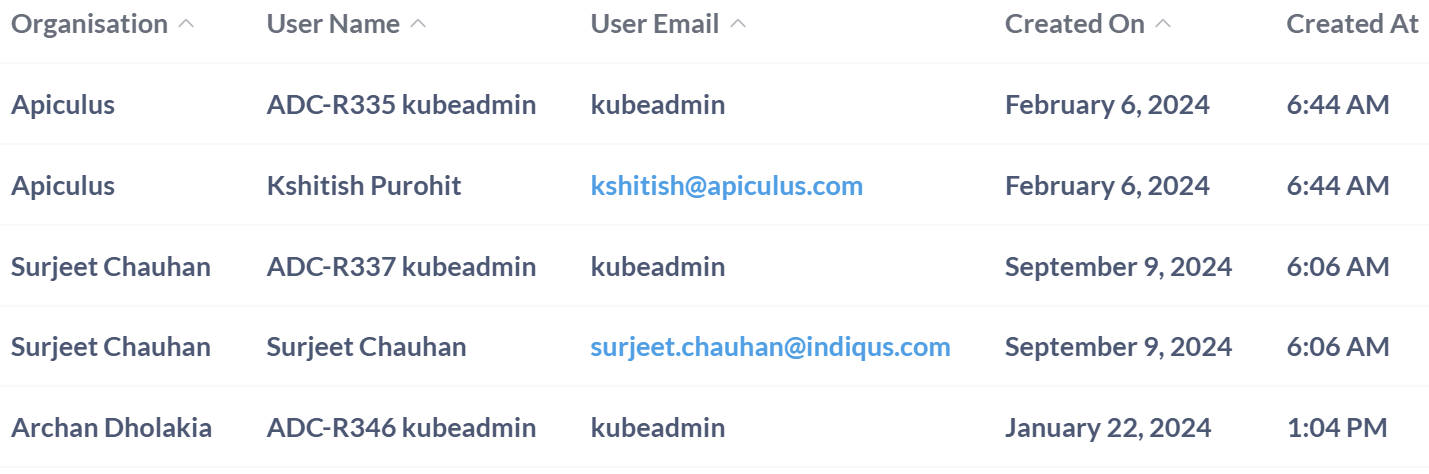 Organisation User Name User Email Created On Created At
Apiculus ADC-R335 kubeadmin kubeadmin February 6, 2024 6:44 AM
Apiculus Kshitish Purohit kshitish@apiculus.com February 6, 2024 6:44 AM
Surjeet Chauhan ADC-R337 kubeadmin kubeadmin September 9, 2024 6:06 AM
Surjeet Chauhan Surjeet Chauhan surjeet.chauhan@indiqus.com September 9, 2024 6:06 AM
Archan Dholakia ADC-R346 kubeadmin kubeadmin January 22, 2024 1:04 PM